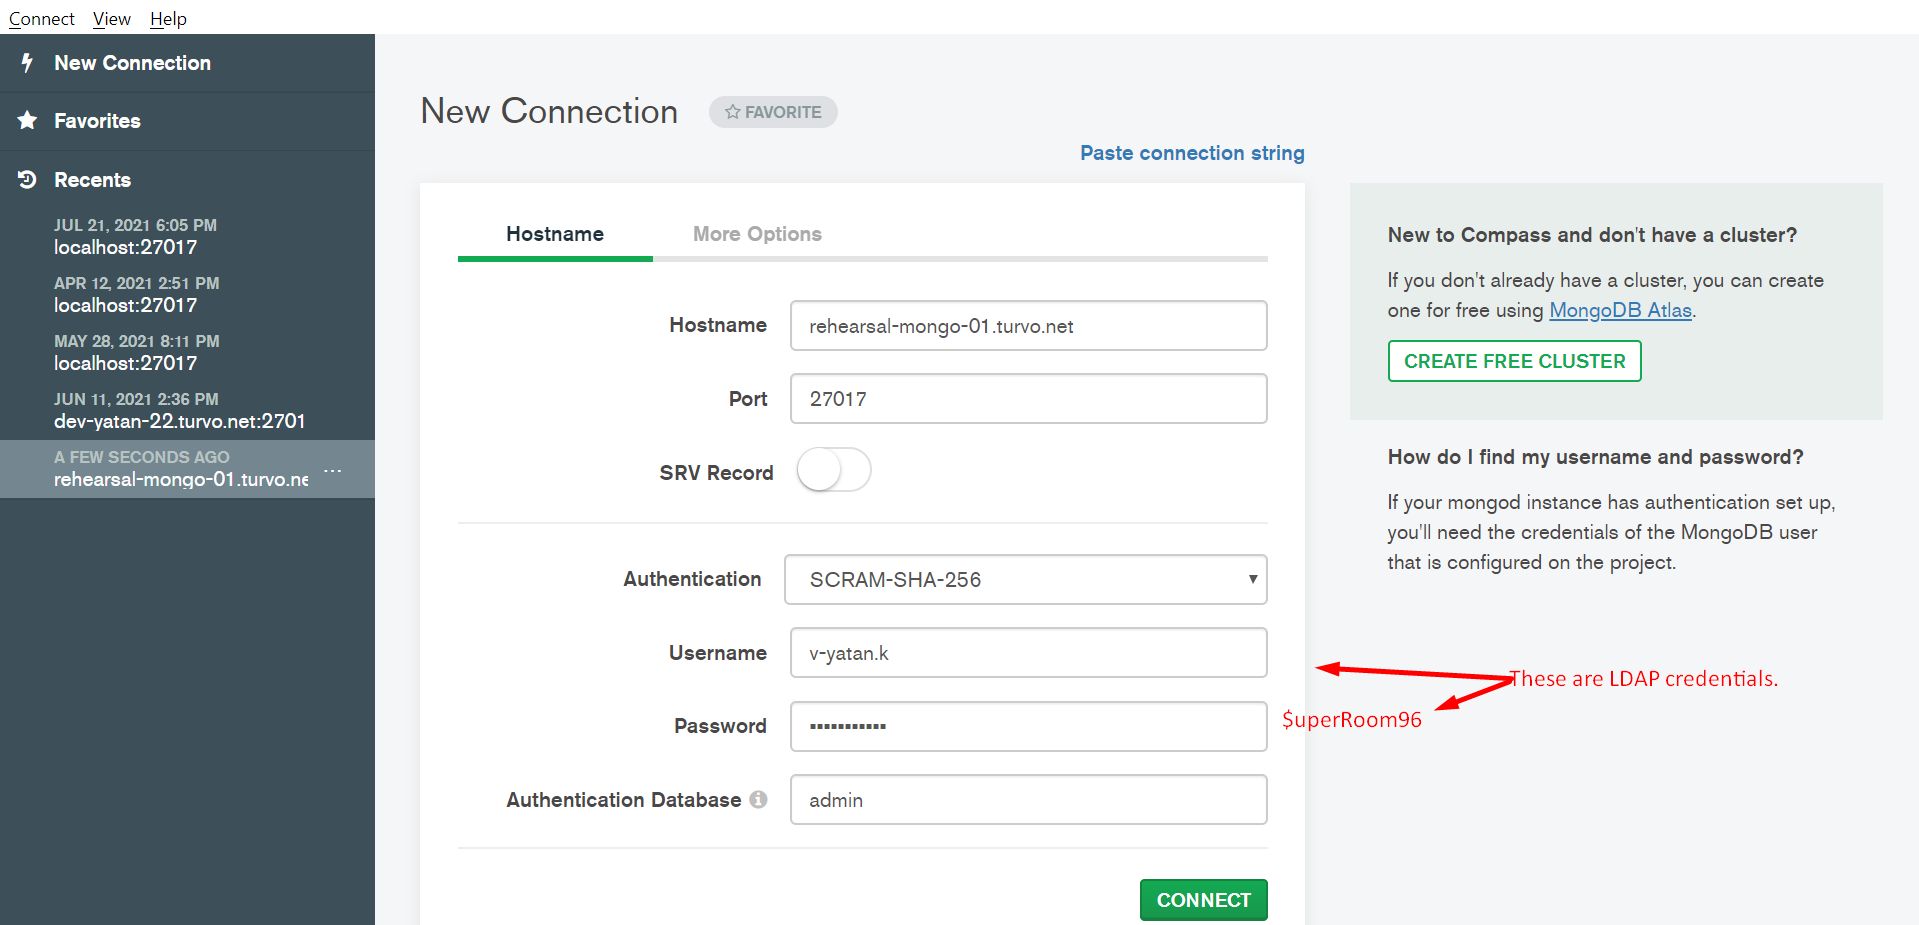 Connect View Help
New Connection
Favorites
Recents
JUL 21, 2021 6:05 PM
localhost:27017
APR 12, 2021 2:51 PM
localhost:27017
MAY 28, 2021 8:11 PM
localhost:27017
JUN 11, 2021 2:36 PM
dev-yatan-22.turvo.net:2701
A FEW SECONDS AGO
rehearsal-mongo-01.turvo.ne ...
New Connection FAVORITE
Paste connection string
Hostname More Options
Hostname rehearsal-mongo-01.turvo.net
Port 27017
SRV Record
Authentication SCRAM-SHA-256
Username v-yatan.k
Password •••••••••••
Authentication Database admin
CONNECT
New to Compass and don't have a cluster?
If you don't already have a cluster, you can create
one for free using MongoDB Atlas.
CREATE FREE CLUSTER
How do I find my username and password?
If your mongod instance has authentication set up,
you'll need the credentials of the MongoDB user
that is configured on the project.
These are LDAP credentials.
$uperRoom96